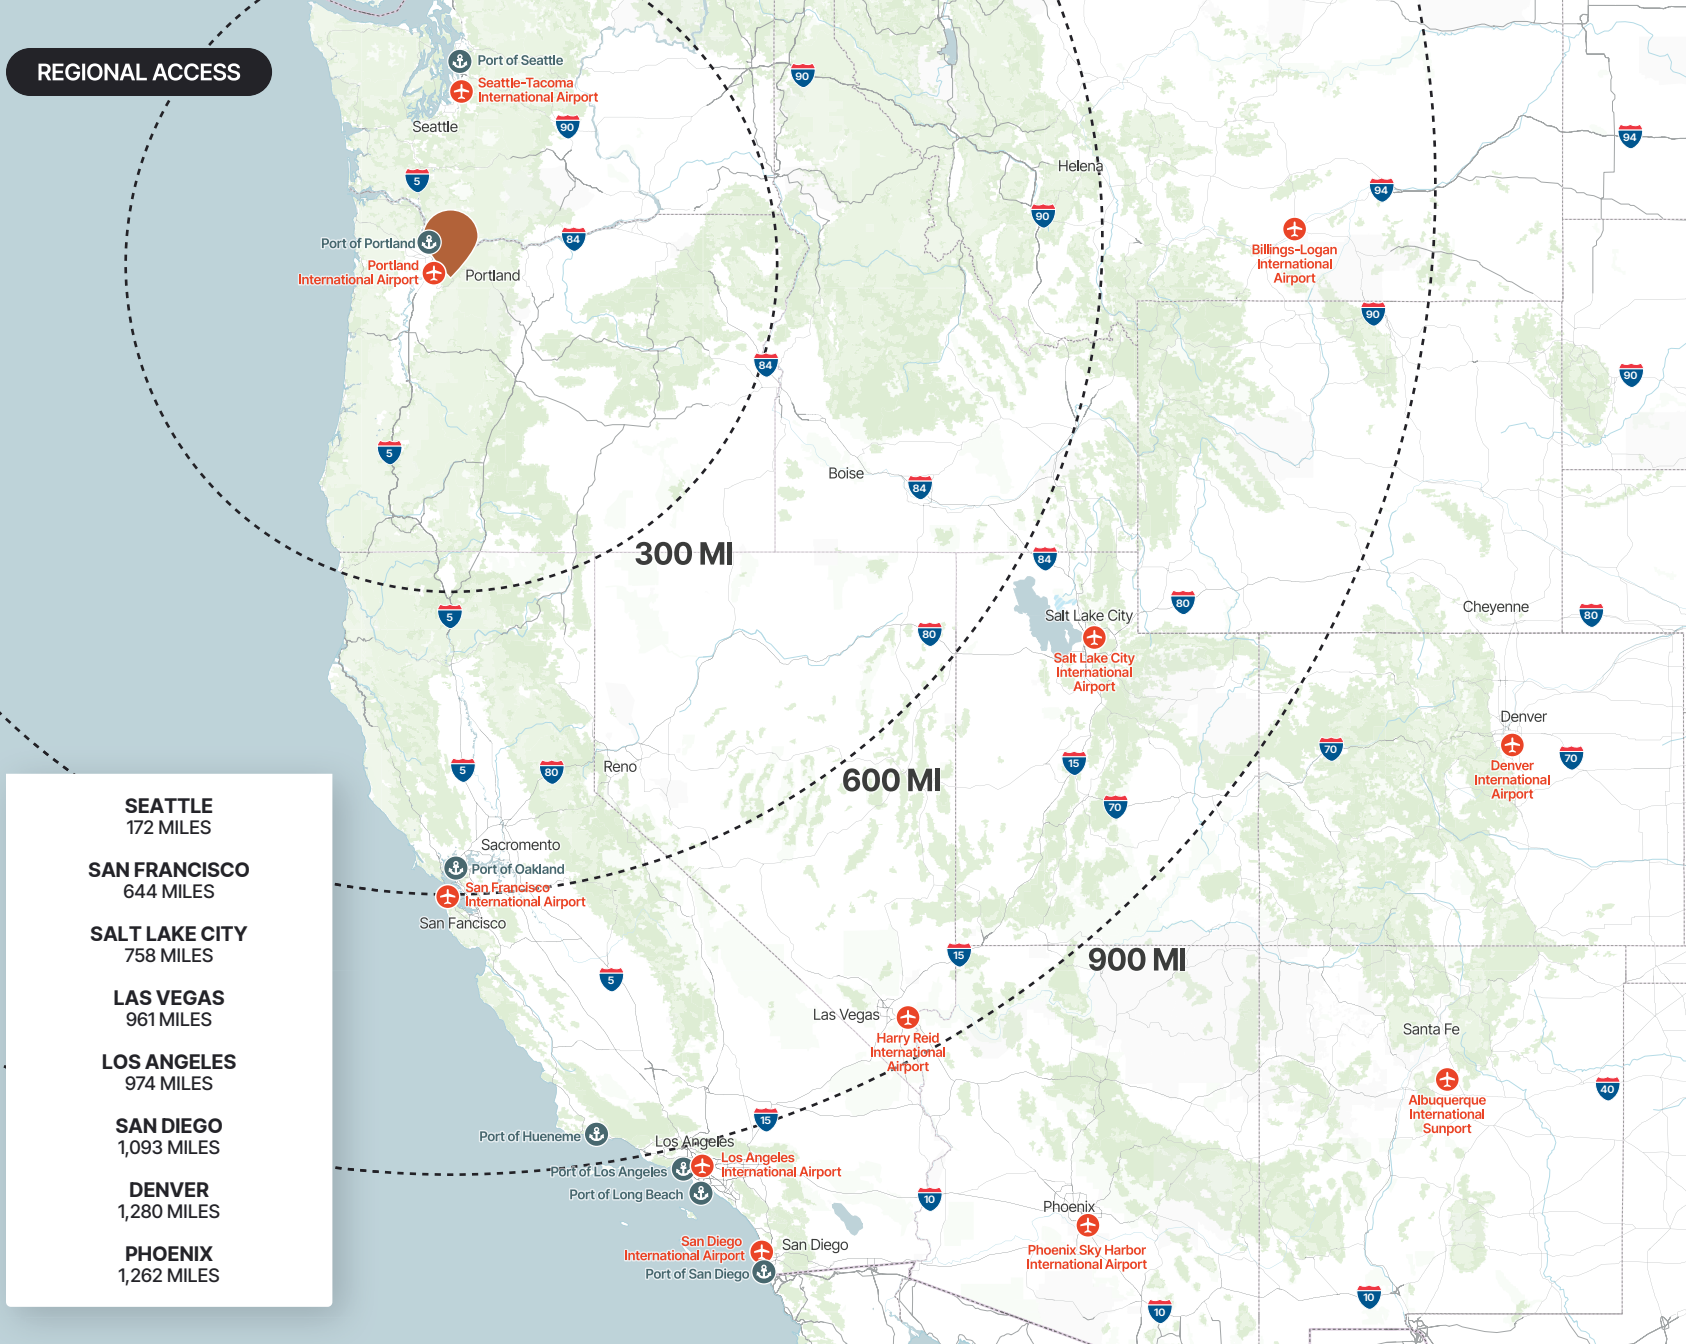 REGIONAL ACCESS
Port of Seattle
Seattle-Tacoma
International Airport
Seattle
90
90
5
Helena
94
94
90
Port of Portland
Portland
International Airport
Portland
84
Billings-Logan
International
Airport
90
84
90
5
Boise
84
300 MI
84
5
80
Cheyenne
80
Salt Lake City
80
Salt Lake City
International
Airport
Denver
70
Denver
International
Airport
70
15
5
80
Reno
600 MI
70
Sacromento
Port of Oakland
San Francisco
International Airport
San Fancisco
5
15
900 MI
Las Vegas
Harry Reid
International
Airport
Santa Fe
Albuquerque
International
Sunport
40
15
Port of Hueneme
Los Angeles
Los Angeles
International Airport
Port of Los Angeles
Port of Long Beach
10
Phoenix
Phoenix Sky Harbor
International Airport
San Diego
International Airport
San Diego
Port of San Diego
10
10
SEATTLE
172 MILES
SAN FRANCISCO
644 MILES
SALT LAKE CITY
758 MILES
LAS VEGAS
961 MILES
LOS ANGELES
974 MILES
SAN DIEGO
1,093 MILES
DENVER
1,280 MILES
PHOENIX
1,262 MILES